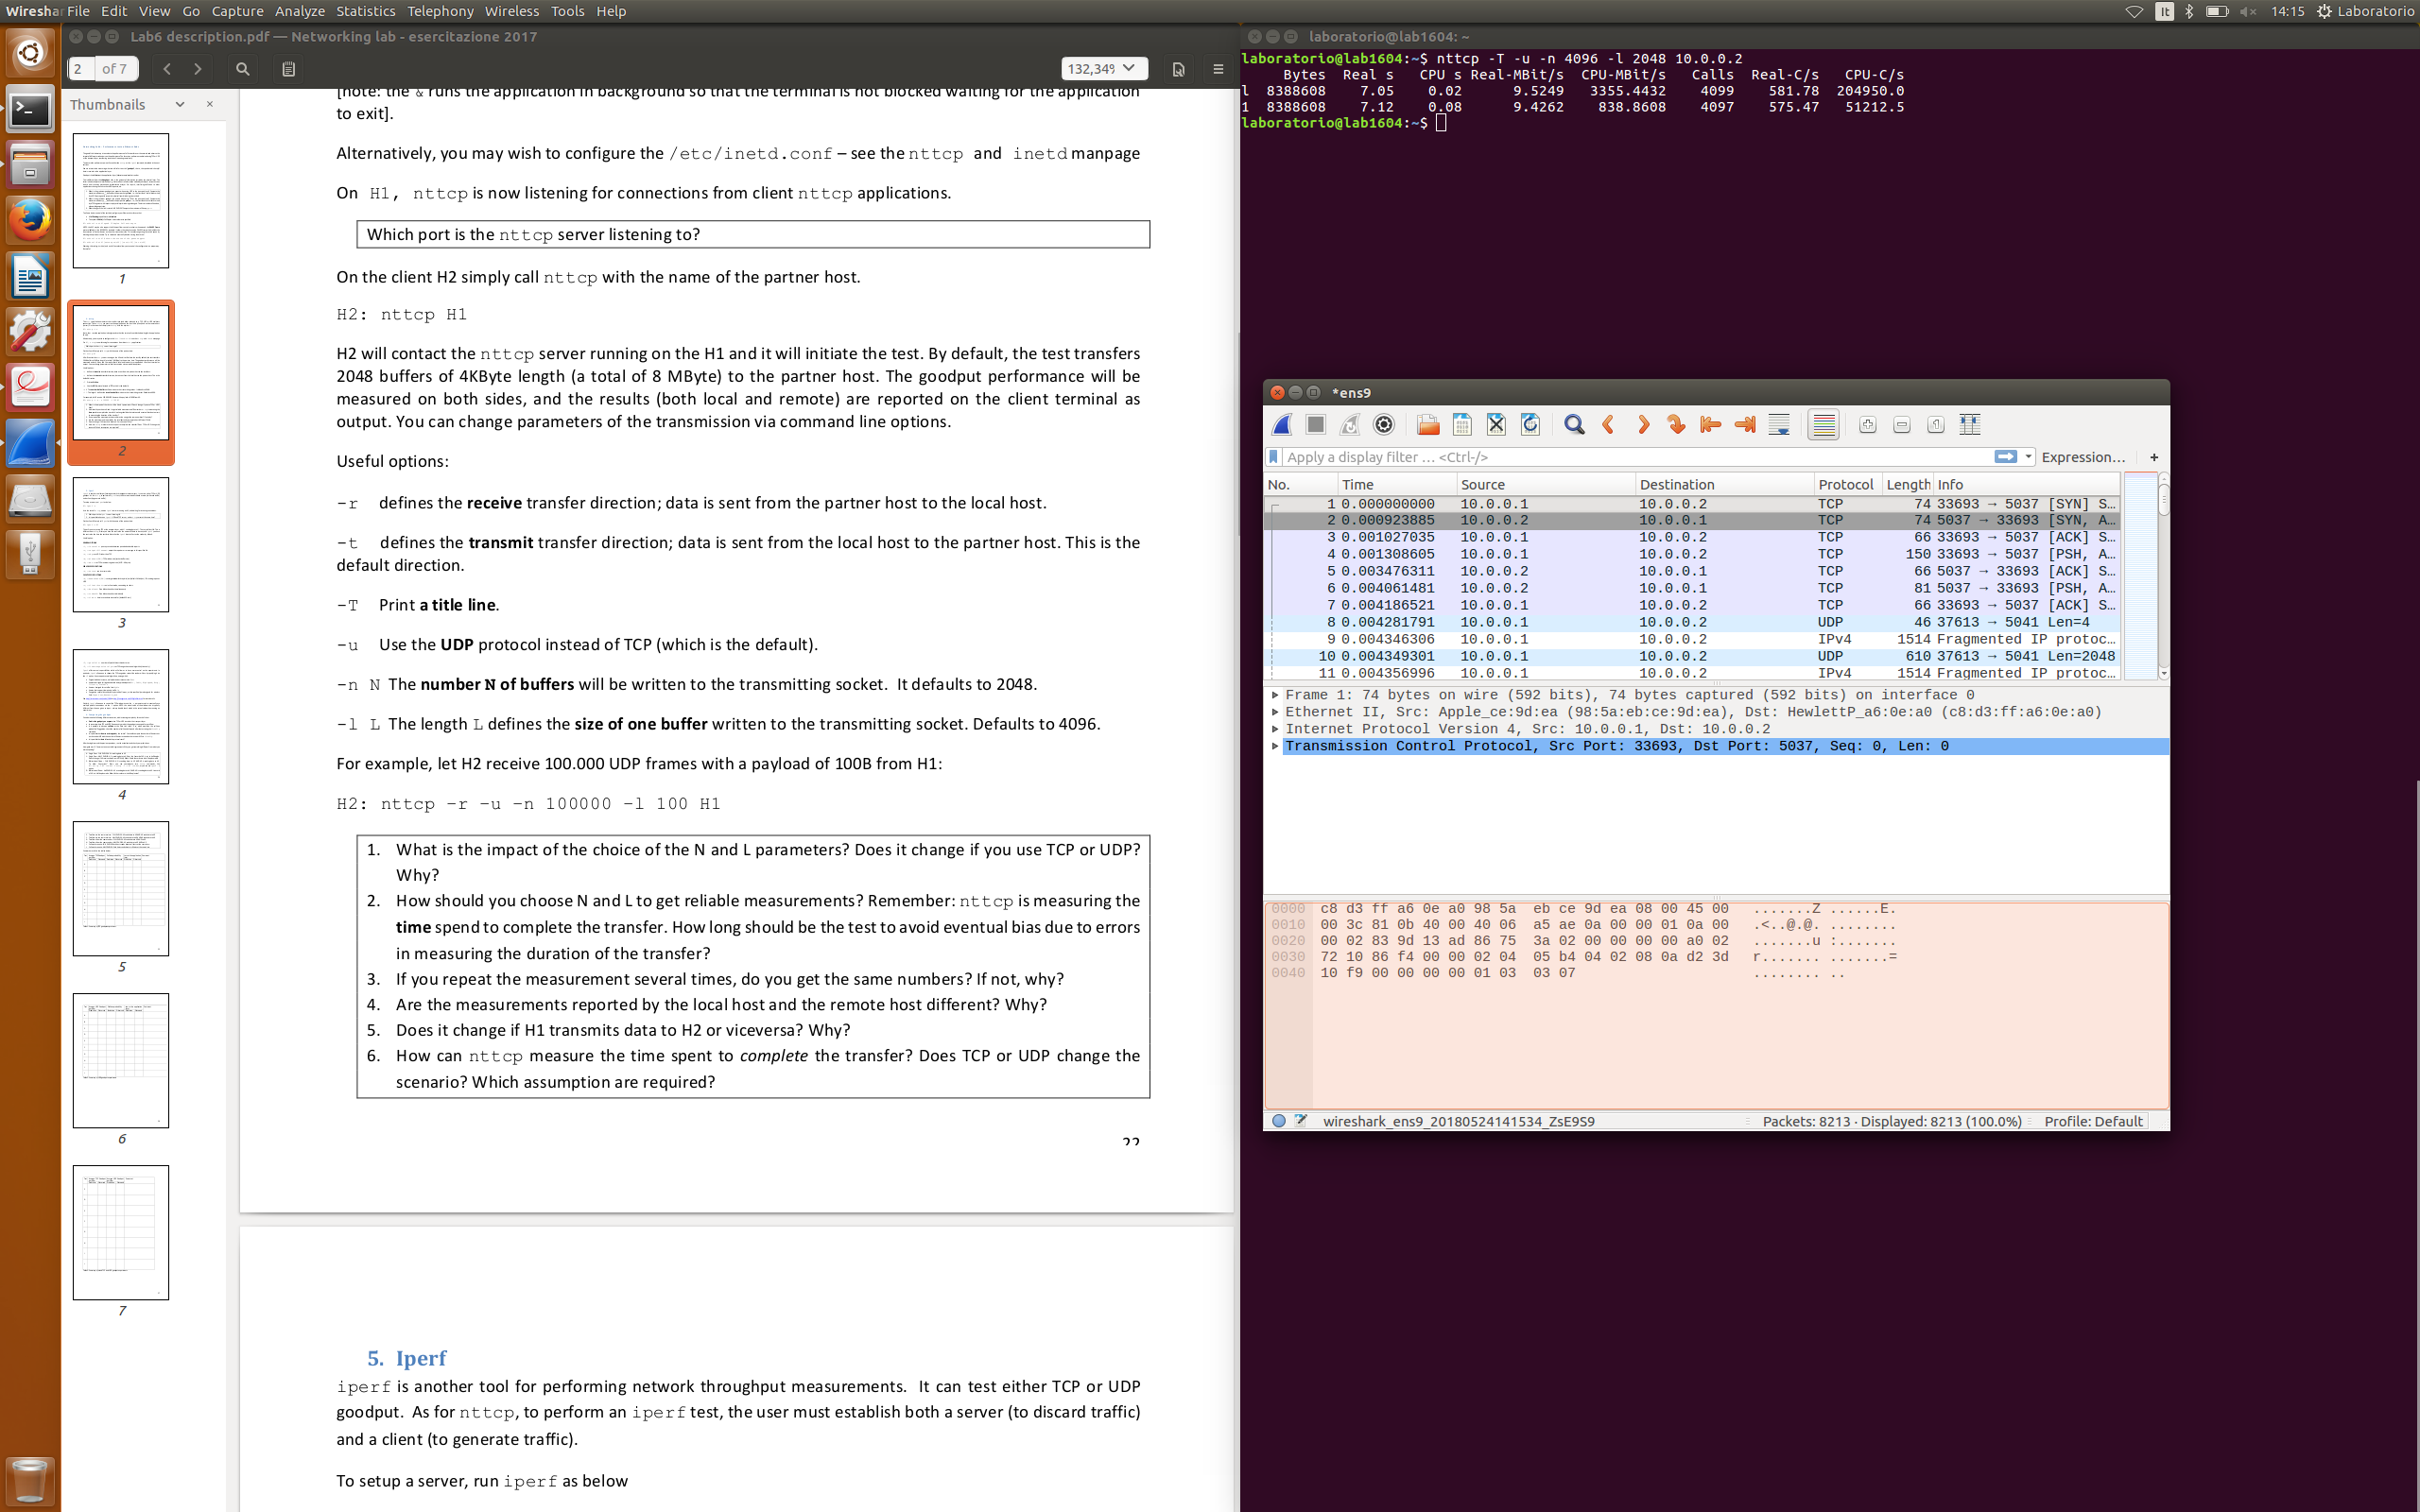 Wiresha File Edit View Go Capture Analyze Statistics Telephony Wireless Tools Help
It 14:15 Laboratorio
Lab6 description.pdf — Networking lab - esercitazione 2017
2 of 7 132,34%
Thumbnails
1
2
3
4
5
6
7
[note: the & runs the application in background so that the terminal is not blocked waiting for the application
to exit].
Alternatively, you may wish to configure the /etc/inetd.conf – see the nttcp and inetd manpage
On H1, nttcp is now listening for connections from client nttcp applications.
Which port is the nttcp server listening to?
On the client H2 simply call nttcp with the name of the partner host.
H2: nttcp H1
H2 will contact the nttcp server running on the H1 and it will initiate the test. By default, the test transfers
2048 buffers of 4KByte length (a total of 8 MByte) to the partner host. The goodput performance will be
measured on both sides, and the results (both local and remote) are reported on the client terminal as
output. You can change parameters of the transmission via command line options.
Useful options:
-r defines the receive transfer direction; data is sent from the partner host to the local host.
-t defines the transmit transfer direction; data is sent from the local host to the partner host. This is the
default direction.
-T Print a title line.
-u Use the UDP protocol instead of TCP (which is the default).
-n N The number N of buffers will be written to the transmitting socket. It defaults to 2048.
-l L The length L defines the size of one buffer written to the transmitting socket. Defaults to 4096.
For example, let H2 receive 100.000 UDP frames with a payload of 100B from H1:
H2: nttcp -r -u -n 100000 -l 100 H1
1. What is the impact of the choice of the N and L parameters? Does it change if you use TCP or UDP?
Why?
2. How should you choose N and L to get reliable measurements? Remember: nttcp is measuring the
time spend to complete the transfer. How long should be the test to avoid eventual bias due to errors
in measuring the duration of the transfer?
3. If you repeat the measurement several times, do you get the same numbers? If not, why?
4. Are the measurements reported by the local host and the remote host different? Why?
5. Does it change if H1 transmits data to H2 or viceversa? Why?
6. How can nttcp measure the time spent to complete the transfer? Does TCP or UDP change the
scenario? Which assumption are required?
22
5. Iperf
iperf is another tool for performing network throughput measurements. It can test either TCP or UDP
goodput. As for nttcp, to perform an iperf test, the user must establish both a server (to discard traffic)
and a client (to generate traffic).
To setup a server, run iperf as below
laboratorio@lab1604: ~
laboratorio@lab1604:~$ nttcp -T -u -n 4096 -l 2048 10.0.0.2
Bytes Real s CPU s Real-MBit/s CPU-MBit/s Calls Real-C/s CPU-C/s
l 8388608 7.05 0.02 9.5249 3355.4432 4099 581.78 204950.0
1 8388608 7.12 0.08 9.4262 838.8608 4097 575.47 51212.5
laboratorio@lab1604:~$
*ens9
Apply a display filter … <Ctrl-/> Expression… +
No. Time Source Destination Protocol Length Info
1 0.000000000 10.0.0.1 10.0.0.2 TCP 74 33693 → 5037 [SYN] S…
2 0.000923885 10.0.0.2 10.0.0.1 TCP 74 5037 → 33693 [SYN, A…
3 0.001027035 10.0.0.1 10.0.0.2 TCP 66 33693 → 5037 [ACK] S…
4 0.001308605 10.0.0.1 10.0.0.2 TCP 150 33693 → 5037 [PSH, A…
5 0.003476311 10.0.0.2 10.0.0.1 TCP 66 5037 → 33693 [ACK] S…
6 0.004061481 10.0.0.2 10.0.0.1 TCP 81 5037 → 33693 [PSH, A…
7 0.004186521 10.0.0.1 10.0.0.2 TCP 66 33693 → 5037 [ACK] S…
8 0.004281791 10.0.0.1 10.0.0.2 UDP 46 37613 → 5041 Len=4
9 0.004346306 10.0.0.1 10.0.0.2 IPv4 1514 Fragmented IP protoc…
10 0.004349301 10.0.0.1 10.0.0.2 UDP 610 37613 → 5041 Len=2048
11 0.004356996 10.0.0.1 10.0.0.2 IPv4 1514 Fragmented IP protoc…
Frame 1: 74 bytes on wire (592 bits), 74 bytes captured (592 bits) on interface 0
Ethernet II, Src: Apple_ce:9d:ea (98:5a:eb:ce:9d:ea), Dst: HewlettP_a6:0e:a0 (c8:d3:ff:a6:0e:a0)
Internet Protocol Version 4, Src: 10.0.0.1, Dst: 10.0.0.2
Transmission Control Protocol, Src Port: 33693, Dst Port: 5037, Seq: 0, Len: 0
0000 c8 d3 ff a6 0e a0 98 5a eb ce 9d ea 08 00 45 00 .......Z ......E.
0010 00 3c 81 0b 40 00 40 06 a5 ae 0a 00 00 01 0a 00 .<..@.@. ........
0020 00 02 83 9d 13 ad 86 75 3a 02 00 00 00 00 a0 02 .......u :.......
0030 72 10 86 f4 00 00 02 04 05 b4 04 02 08 0a d2 3d r....... .......=
0040 10 f9 00 00 00 00 01 03 03 07 ........ ..
wireshark_ens9_20180524141534_ZsE9S9 Packets: 8213 · Displayed: 8213 (100.0%) Profile: Default